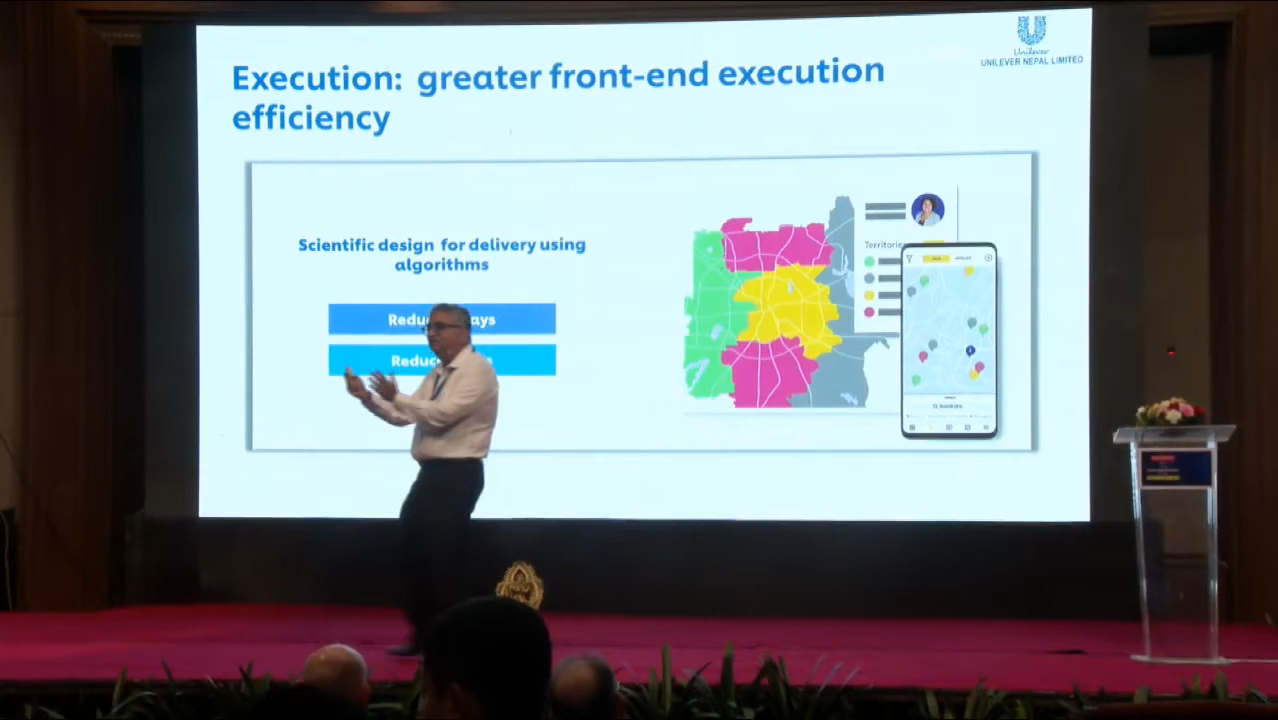 Unilever
UNILEVER NEPAL LIMITED
Execution: greater front-end execution
efficiency
Scientific design for delivery using
algorithms
Territories